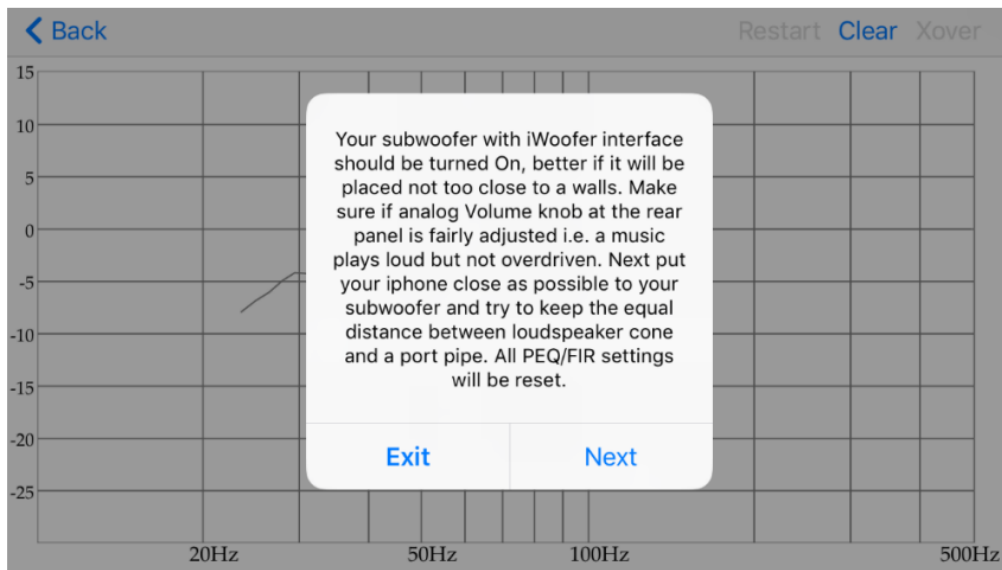 Back
Restart Clear Xover
15
10
5
0
-5
-10
-15
-20
-25
Your subwoofer with iWoofer interface
should be turned On, better if it will be
placed not too close to a walls. Make
sure if analog Volume knob at the rear
panel is fairly adjusted i.e. a music
plays loud but not overdriven. Next put
your iphone close as possible to your
subwoofer and try to keep the equal
distance between loudspeaker cone
and a port pipe. All PEQ/FIR settings
will be reset.
Exit Next
20Hz 50Hz 100Hz 500Hz